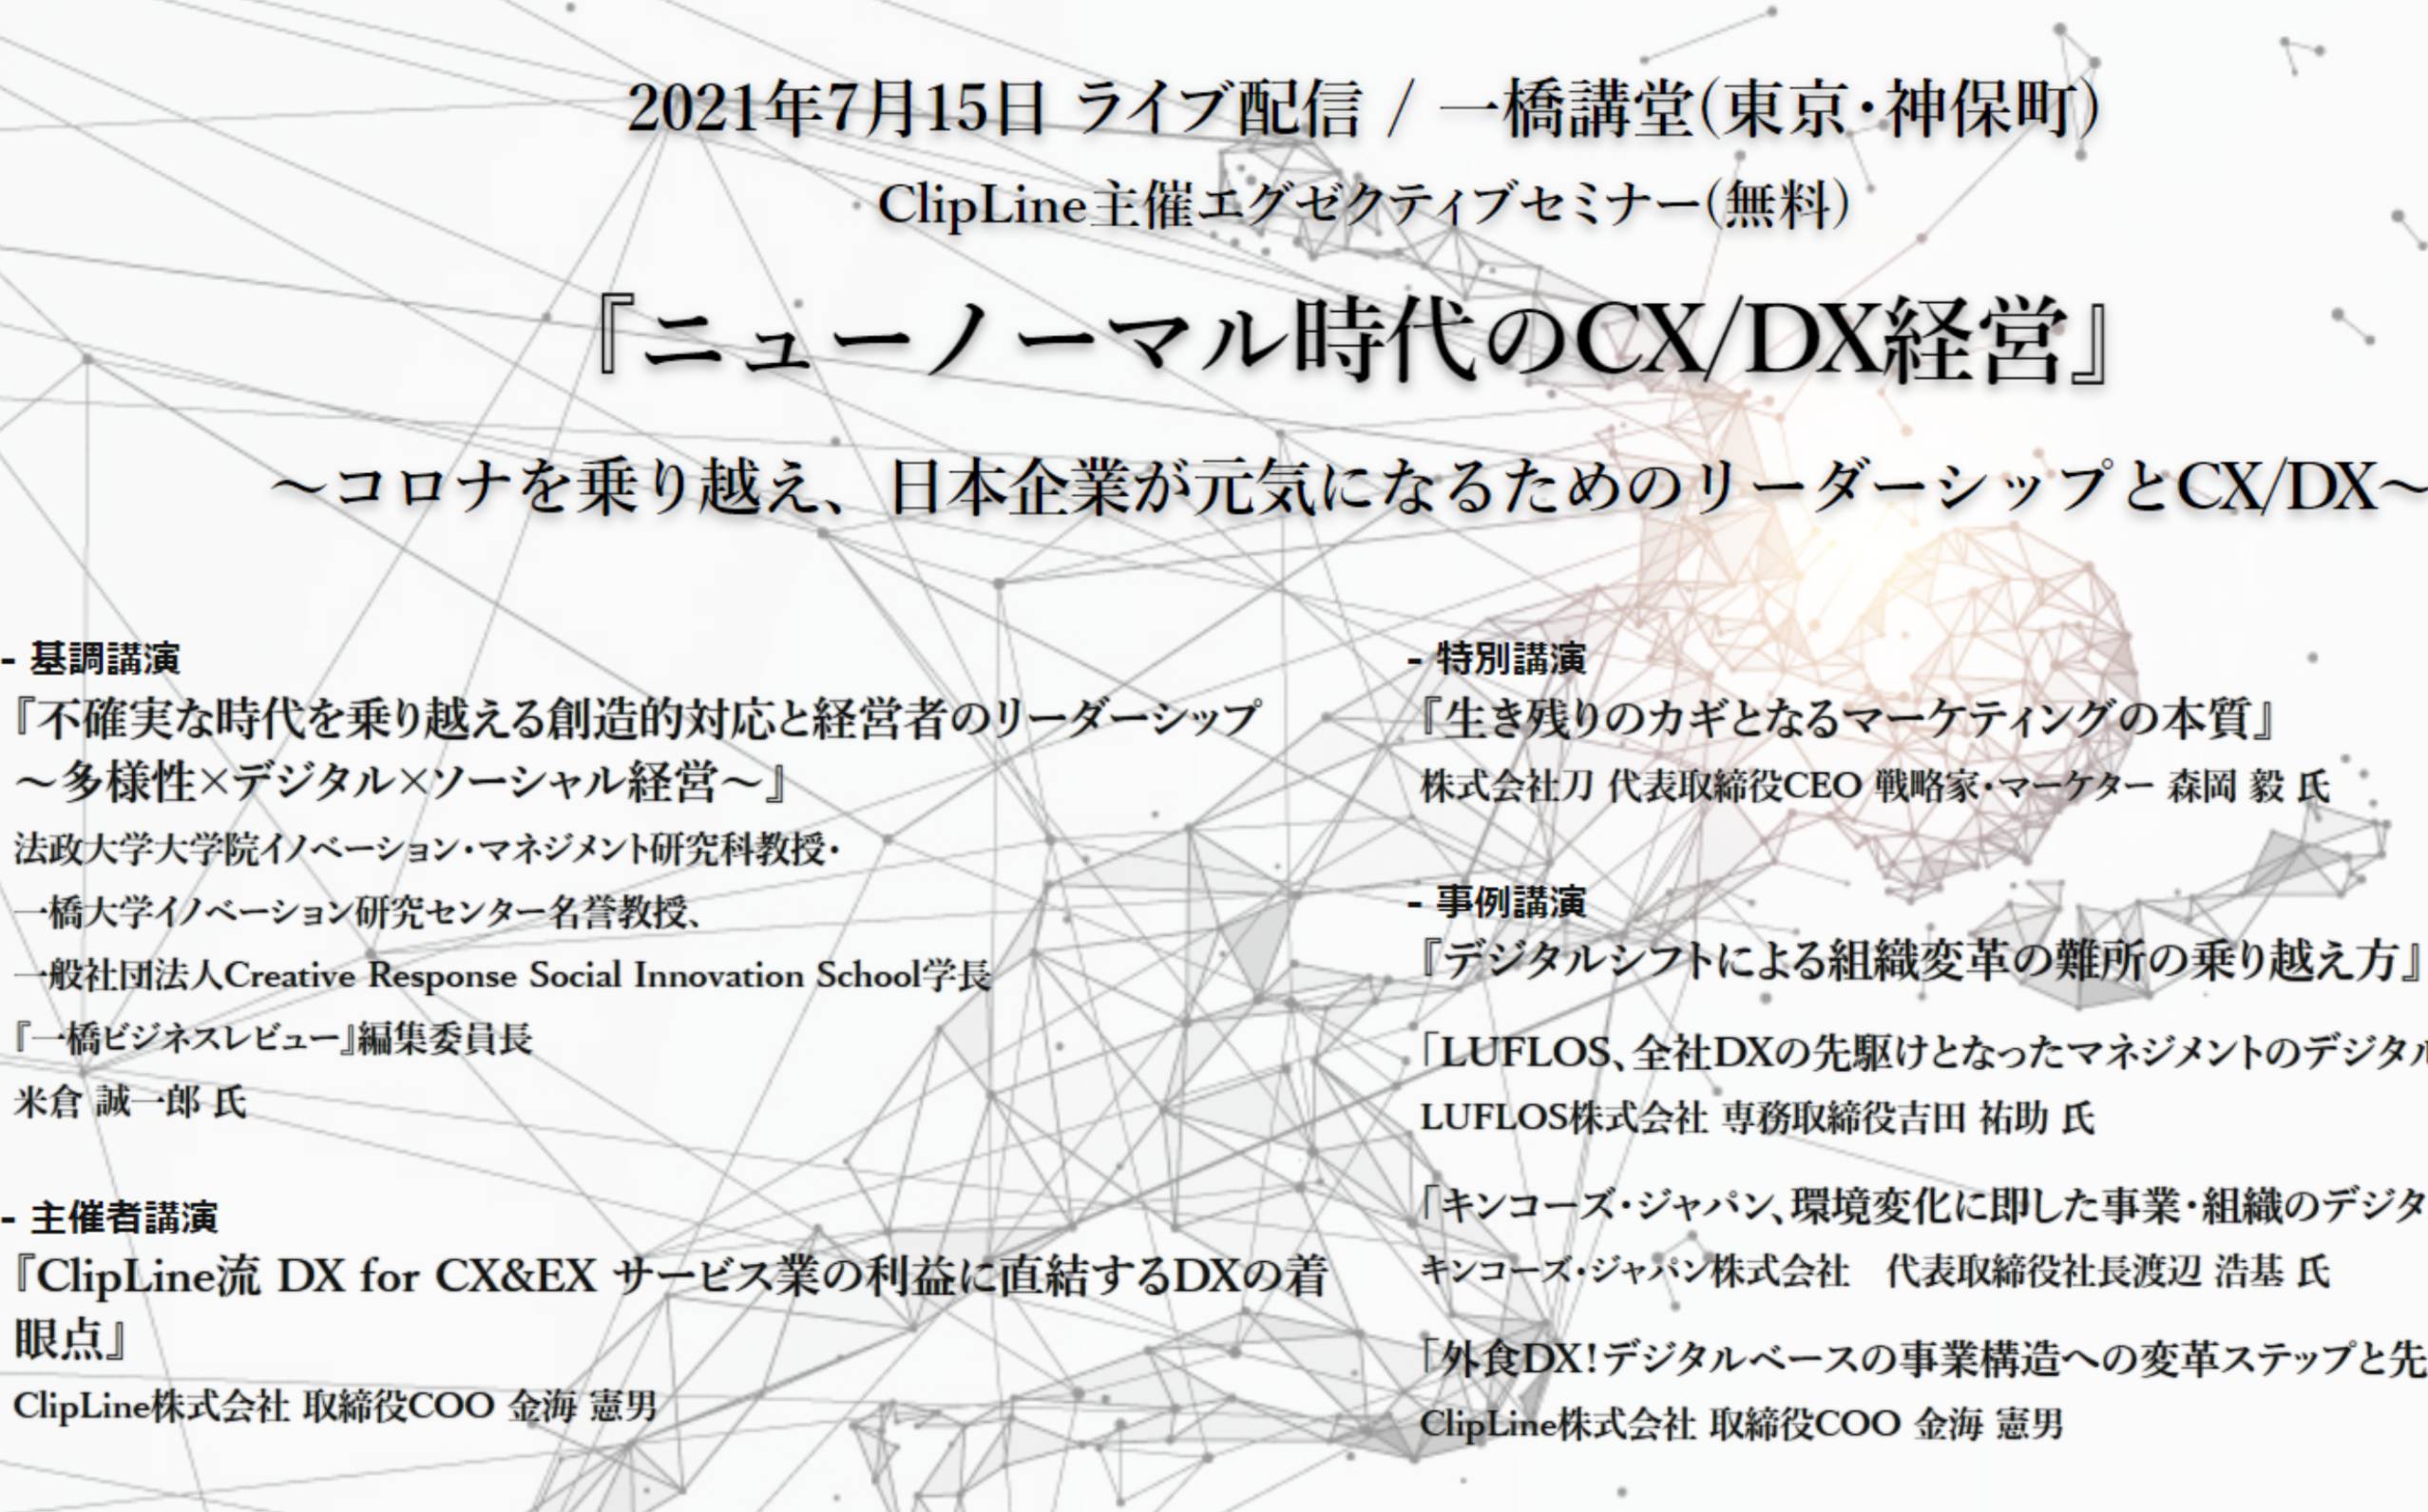 2021年7月15日 ライブ配信 / 一橋講堂(東京・神保町)
ClipLine主催エグゼクティブセミナー(無料)
『ニューノーマル時代のCX/DX経営』
～コロナを乗り越え、日本企業が元気になるためのリーダーシップとCX/DX～
- 基調講演
『不確実な時代を乗り越える創造的対応と経営者のリーダーシップ
～多様性×デジタル×ソーシャル経営～』
法政大学大学院イノベーション・マネジメント研究科教授・
一橋大学イノベーション研究センター名誉教授、
一般社団法人Creative Response Social Innovation School学長
『一橋ビジネスレビュー』編集委員長
米倉 誠一郎 氏
- 主催者講演
『ClipLine流 DX for CX&EX サービス業の利益に直結するDXの着
眼点』
ClipLine株式会社 取締役COO 金海 憲男
- 特別講演
『生き残りのカギとなるマーケティングの本質』
株式会社刀 代表取締役CEO 戦略家・マーケター 森岡 毅 氏
- 事例講演
『デジタルシフトによる組織変革の難所の乗り越え方』
「LUFLOS、全社DXの先駆けとなったマネジメントのデジタル
LUFLOS株式会社 専務取締役吉田 祐助 氏
「キンコーズ・ジャパン、環境変化に即した事業・組織のデジタ
キンコーズ・ジャパン株式会社　代表取締役社長渡辺 浩基 氏
「外食DX!デジタルベースの事業構造への変革ステップと先
ClipLine株式会社 取締役COO 金海 憲男